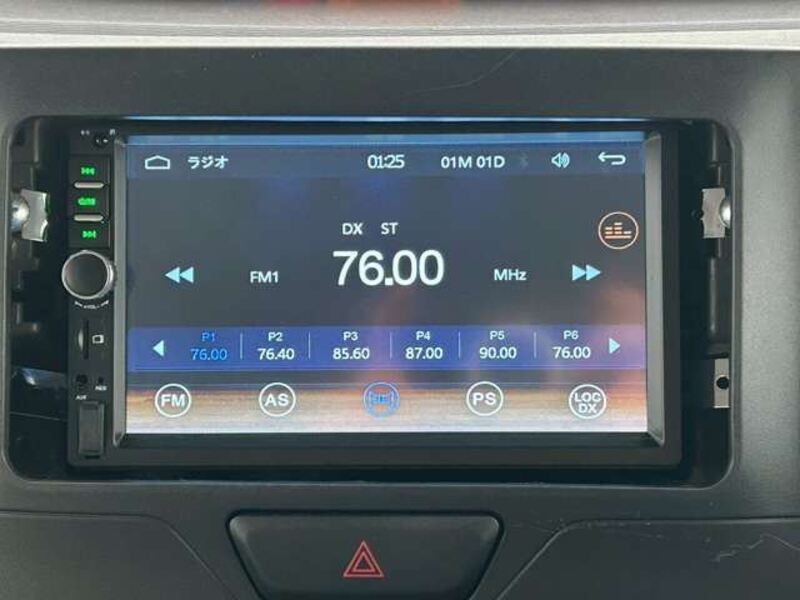 ラジオ 01:25 01M 01D
DX ST
FM1 76.00 MHz
P1 P2 P3 P4 P5 P6
76.00 76.40 85.60 87.00 90.00 76.00
FM AS PS LOC DX